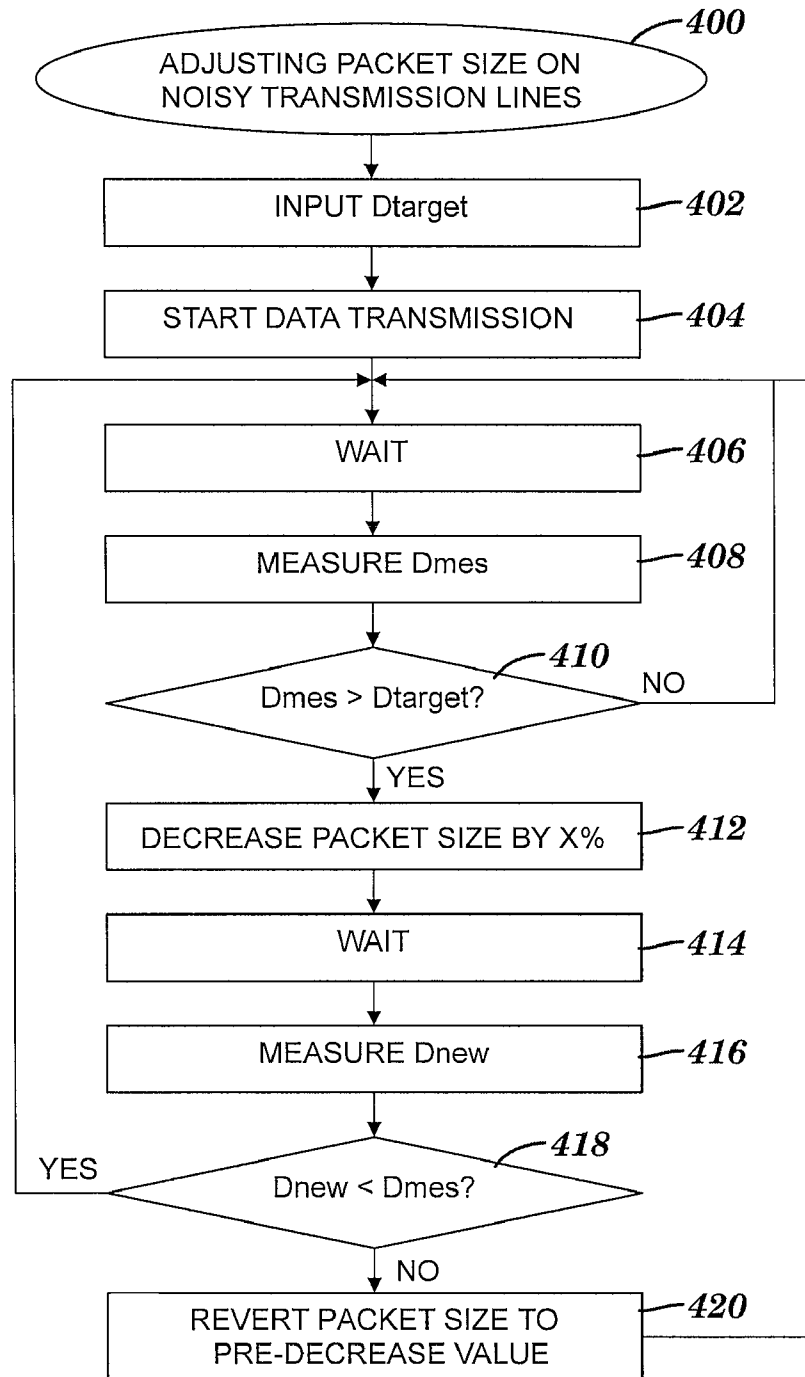 400
ADJUSTING PACKET SIZE ON
NOISY TRANSMISSION LINES
INPUT Dtarget
402
START DATA TRANSMISSION
404
WAIT
406
MEASURE Dmes
408
410
Dmes > Dtarget?
NO
YES
DECREASE PACKET SIZE BY X%
412
WAIT
414
MEASURE Dnew
416
418
YES
Dnew < Dmes?
NO
REVERT PACKET SIZE TO
PRE-DECREASE VALUE
420